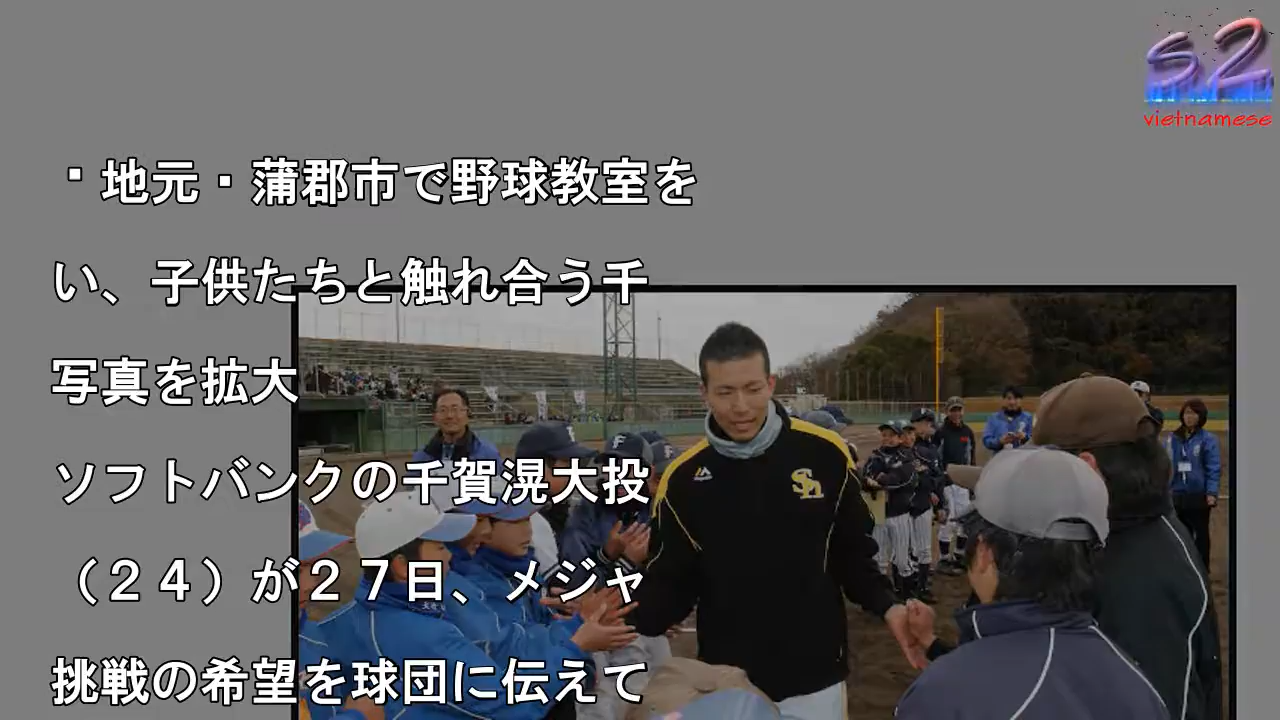 S2
vietnamese
・地元・蒲郡市で野球教室を
い、子供たちと触れ合う千
写真を拡大
ソフトバンクの千賀滉大投
（２４）が２７日、メジャ
挑戦の希望を球団に伝えて
SH
F
F